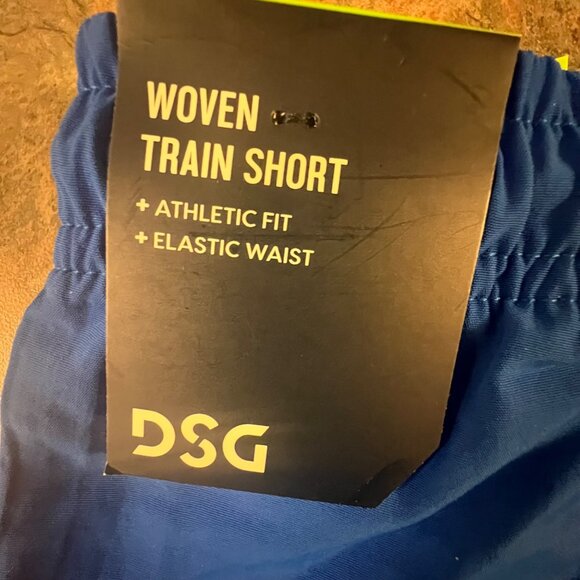 WOVEN
TRAIN SHORT
+ ATHLETIC FIT
+ ELASTIC WAIST
DSG